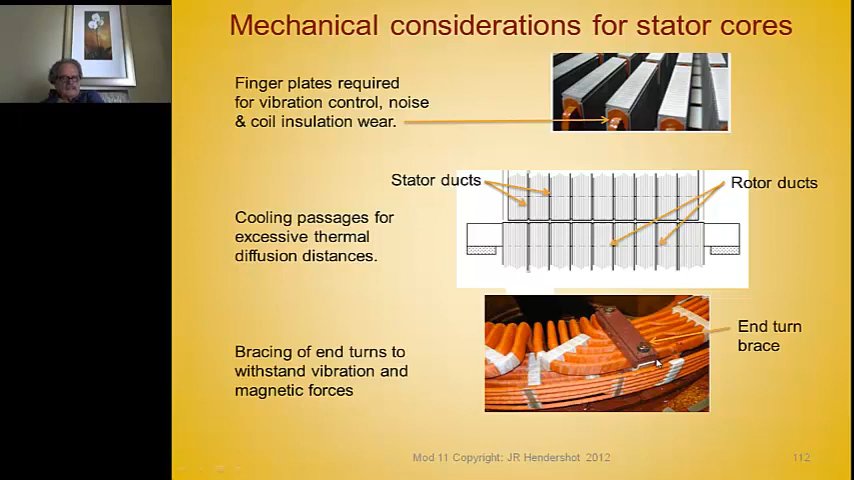 Mechanical considerations for stator cores
Finger plates required
for vibration control, noise
& coil insulation wear.
Stator ducts
Rotor ducts
Cooling passages for
excessive thermal
diffusion distances.
End turn
brace
Bracing of end turns to
withstand vibration and
magnetic forces
Mod 11 Copyright: JR Hendershot 2012
112